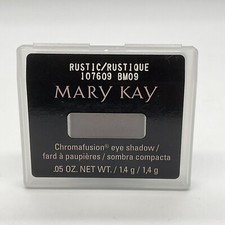 RUSTIC/RUSTIQUE
107609 BM09
MARY KAY
Chromafusion® eye shadow/
fard à paupières / sombra compacta
.05 OZ. NET WT. / 1.4 g / 1,4 g